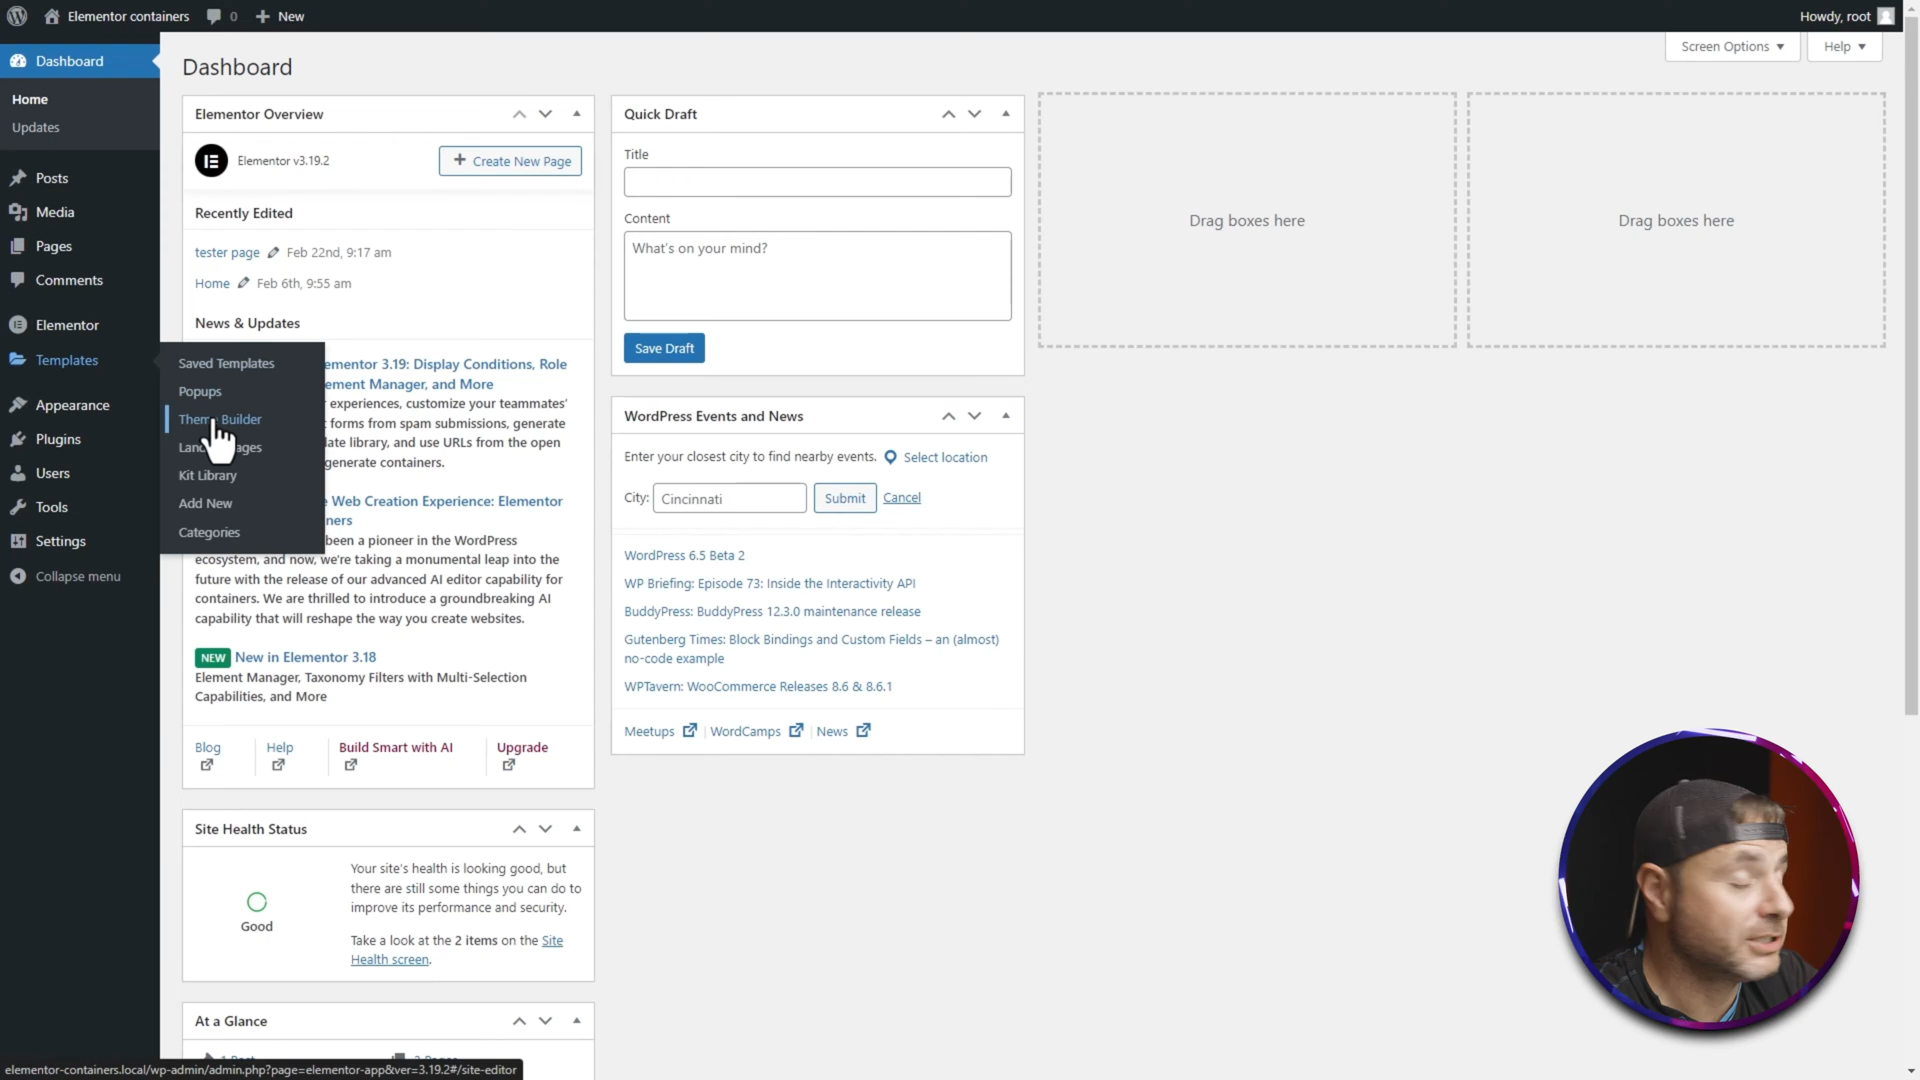 Elementor containers
0
New
Howdy, root
Dashboard
Home
Updates
Posts
Media
Pages
Comments
Elementor
Templates
Appearance
Plugins
Users
Tools
Settings
Collapse menu
Saved Templates
Popups
Theme Builder
Kit Library
Add New
Categories
Screen Options
Help
Dashboard
Elementor Overview
Elementor v3.19.2
Create New Page
Recently Edited
tester page Feb 22nd, 9:17 am
Home Feb 6th, 9:55 am
News & Updates
ementor 3.19: Display Conditions, Role
ement Manager, and More
experiences, customize your teammates'
forms from spam submissions, generate
late library, and use URLs from the open
generate containers.
Web Creation Experience: Elementor
ners
been a pioneer in the WordPress
ecosystem, and now, we're taking a monumental leap into the
future with the release of our advanced AI editor capability for
containers. We are thrilled to introduce a groundbreaking AI
capability that will reshape the way you create websites.
NEW New in Elementor 3.18
Element Manager, Taxonomy Filters with Multi-Selection
Capabilities, and More
Blog
Help
Build Smart with AI
Upgrade
Site Health Status
Good
Your site's health is looking good, but
there are still some things you can do to
improve its performance and security.
Take a look at the 2 items on the Site
Health screen.
At a Glance
Quick Draft
Title
Content
What's on your mind?
Save Draft
WordPress Events and News
Enter your closest city to find nearby events. Select location
City: Cincinnati Submit Cancel
WordPress 6.5 Beta 2
WP Briefing: Episode 73: Inside the Interactivity API
BuddyPress: BuddyPress 12.3.0 maintenance release
Gutenberg Times: Block Bindings and Custom Fields – an (almost)
no-code example
WPTavern: WooCommerce Releases 8.6 & 8.6.1
Meetups | WordCamps | News
Drag boxes here
Drag boxes here
elementor-containers.local/wp-admin/admin.php?page=elementor-app&ver=3.19.2#/site-editor